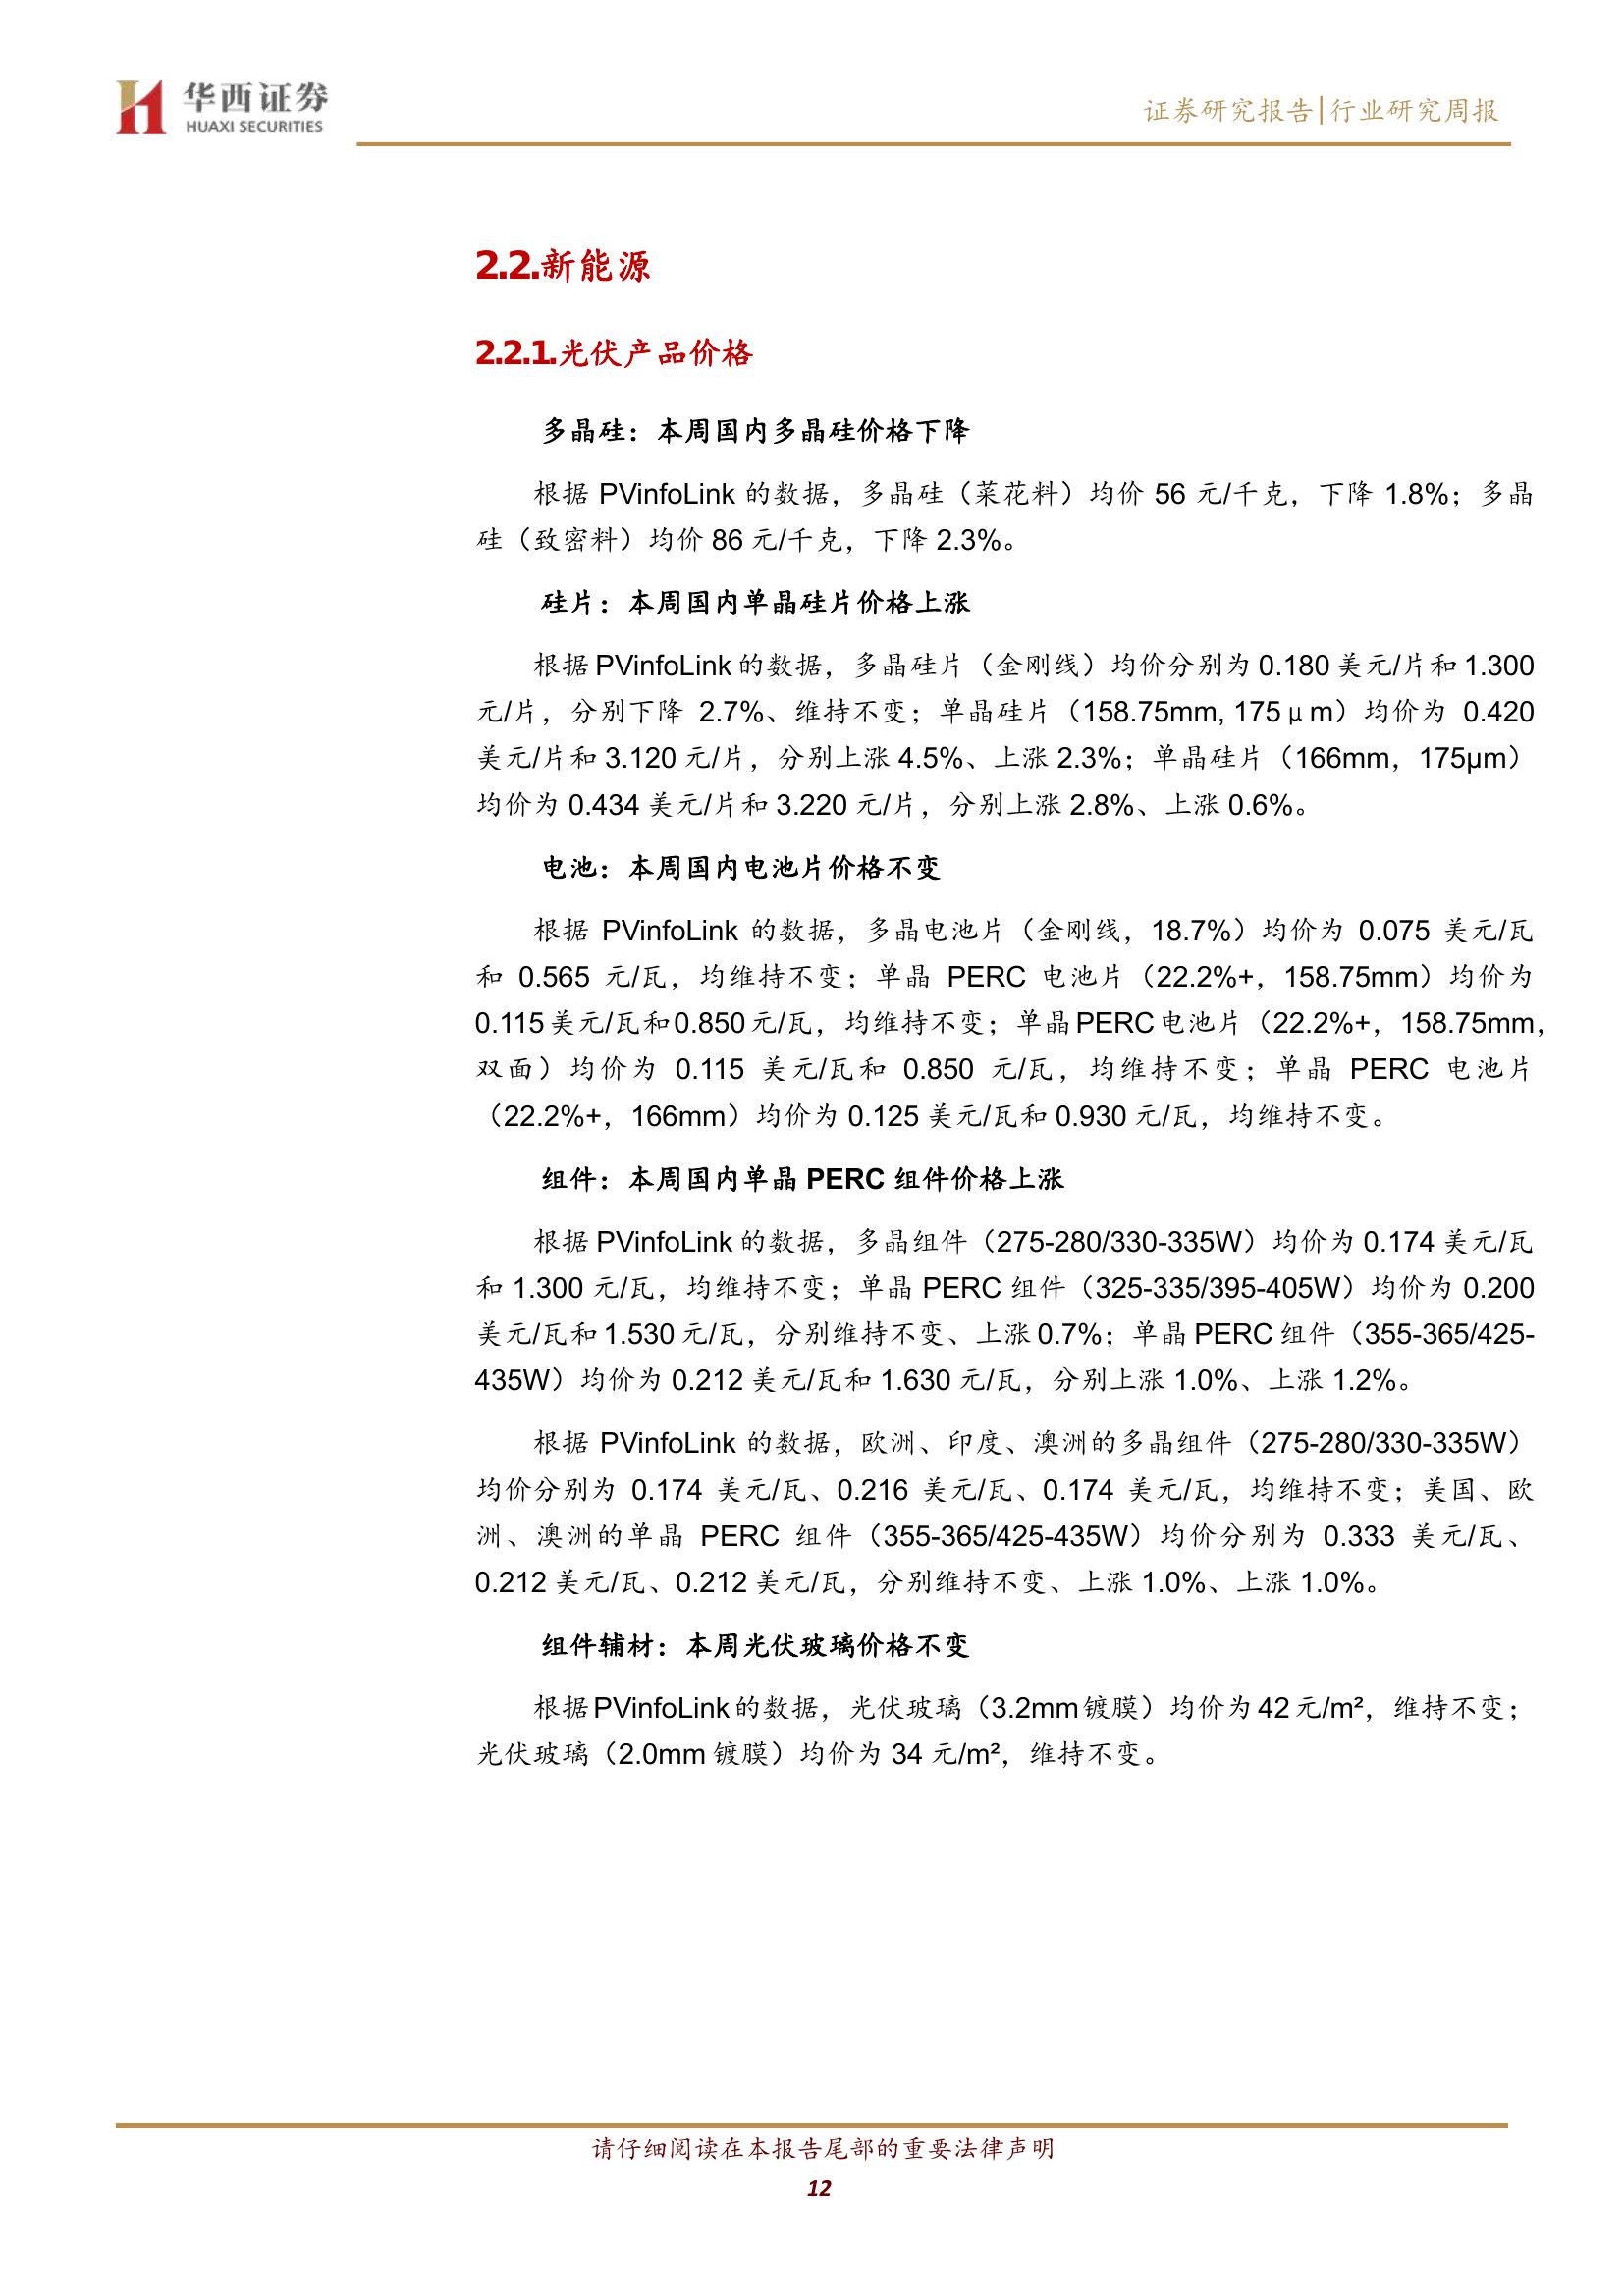 华西证券
HUAXI SECURITIES
证券研究报告|行业研究周报
2.2.新能源
2.2.1.光伏产品价格
多晶硅：本周国内多晶硅价格下降
根据 PVinfoLink 的数据，多晶硅（菜花料）均价 56 元/千克，下降 1.8%；多晶
硅（致密料）均价 86 元/千克，下降 2.3%。
硅片：本周国内单晶硅片价格上涨
根据 PVinfoLink 的数据，多晶硅片（金刚线）均价分别为 0.180 美元/片和 1.300
元/片，分别下降 2.7%、维持不变；单晶硅片（158.75mm, 175μm）均价为 0.420
美元/片和 3.120 元/片，分别上涨 4.5%、上涨 2.3%；单晶硅片（166mm，175μm）
均价为 0.434 美元/片和 3.220 元/片，分别上涨 2.8%、上涨 0.6%。
电池：本周国内电池片价格不变
根据 PVinfoLink 的数据，多晶电池片（金刚线，18.7%）均价为 0.075 美元/瓦
和 0.565 元/瓦，均维持不变；单晶 PERC 电池片（22.2%+，158.75mm）均价为
0.115 美元/瓦和 0.850 元/瓦，均维持不变；单晶 PERC 电池片（22.2%+，158.75mm，
双面）均价为 0.115 美元/瓦和 0.850 元/瓦，均维持不变；单晶 PERC 电池片
（22.2%+，166mm）均价为 0.125 美元/瓦和 0.930 元/瓦，均维持不变。
组件：本周国内单晶 PERC 组件价格上涨
根据 PVinfoLink 的数据，多晶组件（275-280/330-335W）均价为 0.174 美元/瓦
和 1.300 元/瓦，均维持不变；单晶 PERC 组件（325-335/395-405W）均价为 0.200
美元/瓦和 1.530 元/瓦，分别维持不变、上涨 0.7%；单晶 PERC 组件（355-365/425-
435W）均价为 0.212 美元/瓦和 1.630 元/瓦，分别上涨 1.0%、上涨 1.2%。
根据 PVinfoLink 的数据，欧洲、印度、澳洲的多晶组件（275-280/330-335W）
均价分别为 0.174 美元/瓦、0.216 美元/瓦、0.174 美元/瓦，均维持不变；美国、欧
洲、澳洲的单晶 PERC 组件（355-365/425-435W）均价分别为 0.333 美元/瓦、
0.212 美元/瓦、0.212 美元/瓦，分别维持不变、上涨 1.0%、上涨 1.0%。
组件辅材：本周光伏玻璃价格不变
根据 PVinfoLink 的数据，光伏玻璃（3.2mm 镀膜）均价为 42 元/m²，维持不变；
光伏玻璃（2.0mm 镀膜）均价为 34 元/m²，维持不变。
请仔细阅读在本报告尾部的重要法律声明
12